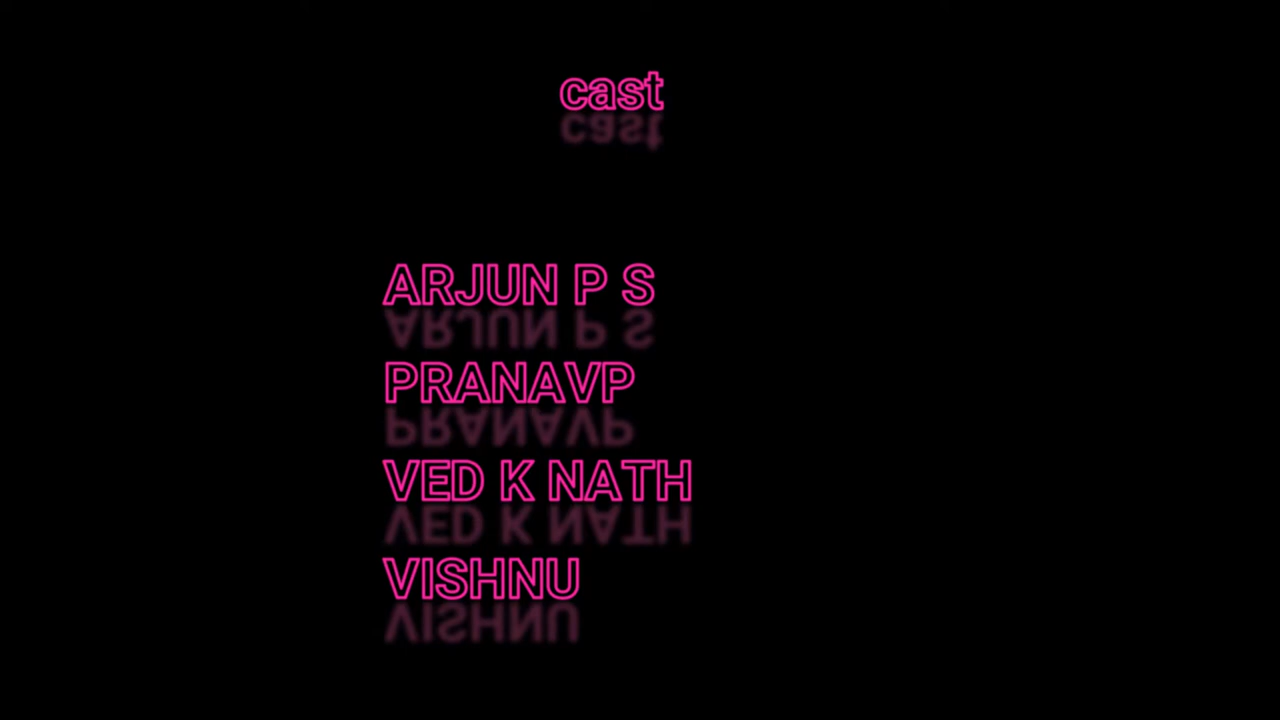 cast
ARJUN P S
PRANAVP
VED K NATH
VISHNU